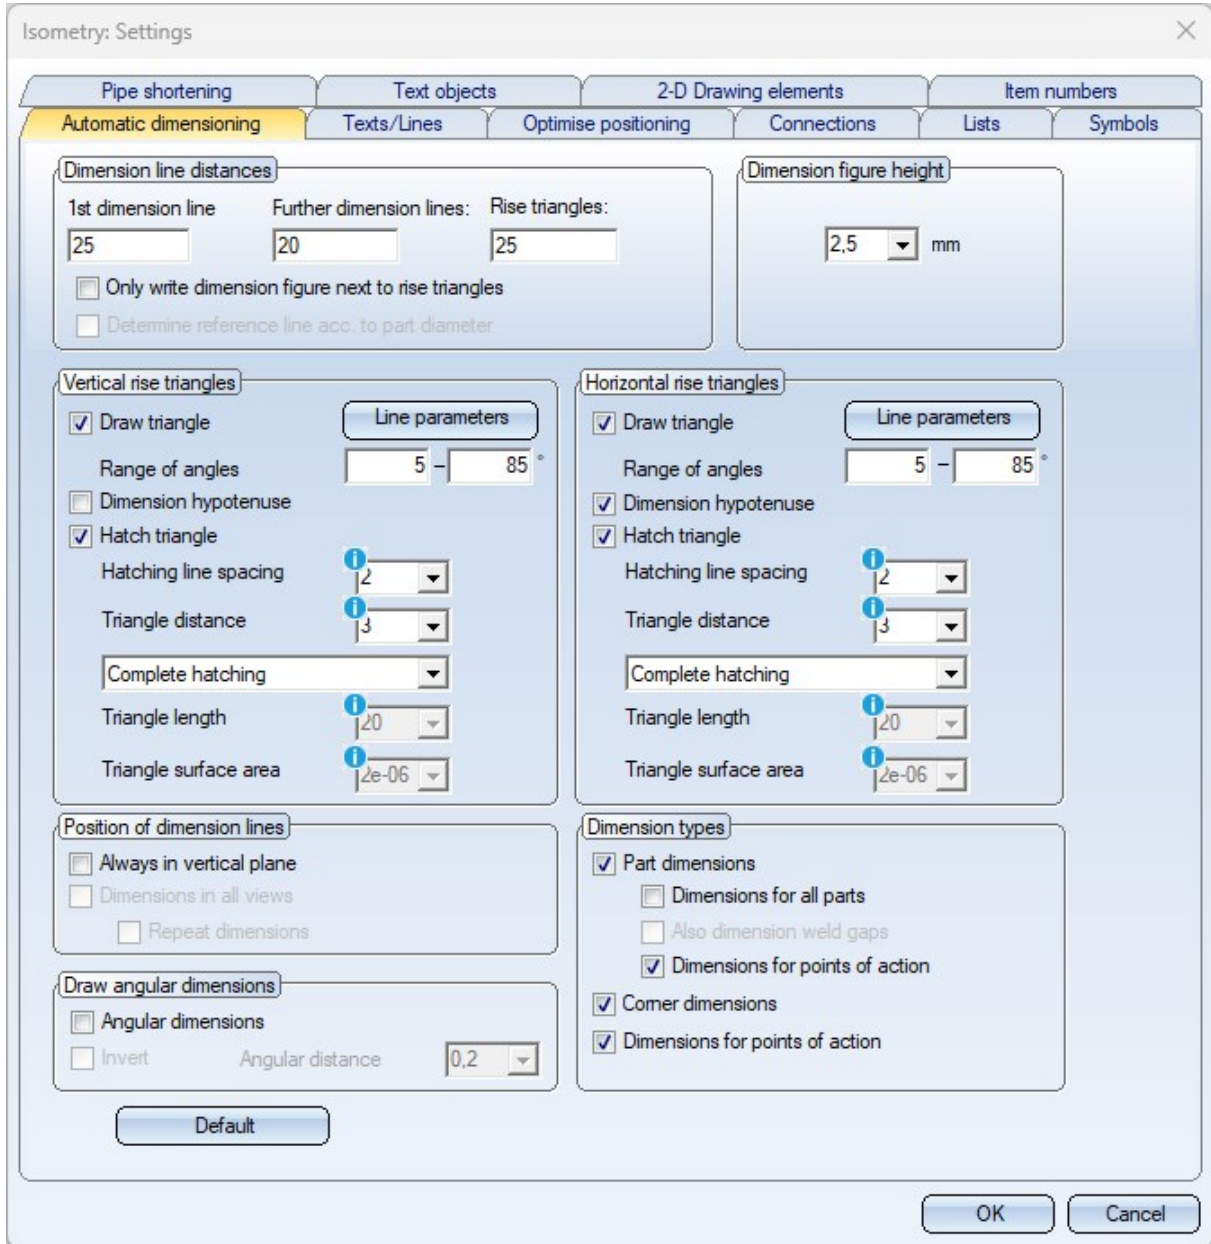 Isometry: Settings
Pipe shortening Text objects 2-D Drawing elements Item numbers
Automatic dimensioning Texts/Lines Optimise positioning Connections Lists Symbols
Dimension line distances
1st dimension line Further dimension lines: Rise triangles:
25 20 25
Only write dimension figure next to rise triangles
Determine reference line acc. to part diameter
Dimension figure height
2,5 mm
Vertical rise triangles
Draw triangle Line parameters
Range of angles 5 – 85 °
Dimension hypotenuse
Hatch triangle
Hatching line spacing 2
Triangle distance 3
Complete hatching
Triangle length 20
Triangle surface area 2e-06
Horizontal rise triangles
Draw triangle Line parameters
Range of angles 5 – 85 °
Dimension hypotenuse
Hatch triangle
Hatching line spacing 2
Triangle distance 3
Complete hatching
Triangle length 20
Triangle surface area 2e-06
Position of dimension lines
Always in vertical plane
Dimensions in all views
Repeat dimensions
Draw angular dimensions
Angular dimensions
Invert Angular distance 0,2
Dimension types
Part dimensions
Dimensions for all parts
Also dimension weld gaps
Dimensions for points of action
Corner dimensions
Dimensions for points of action
Default
OK Cancel